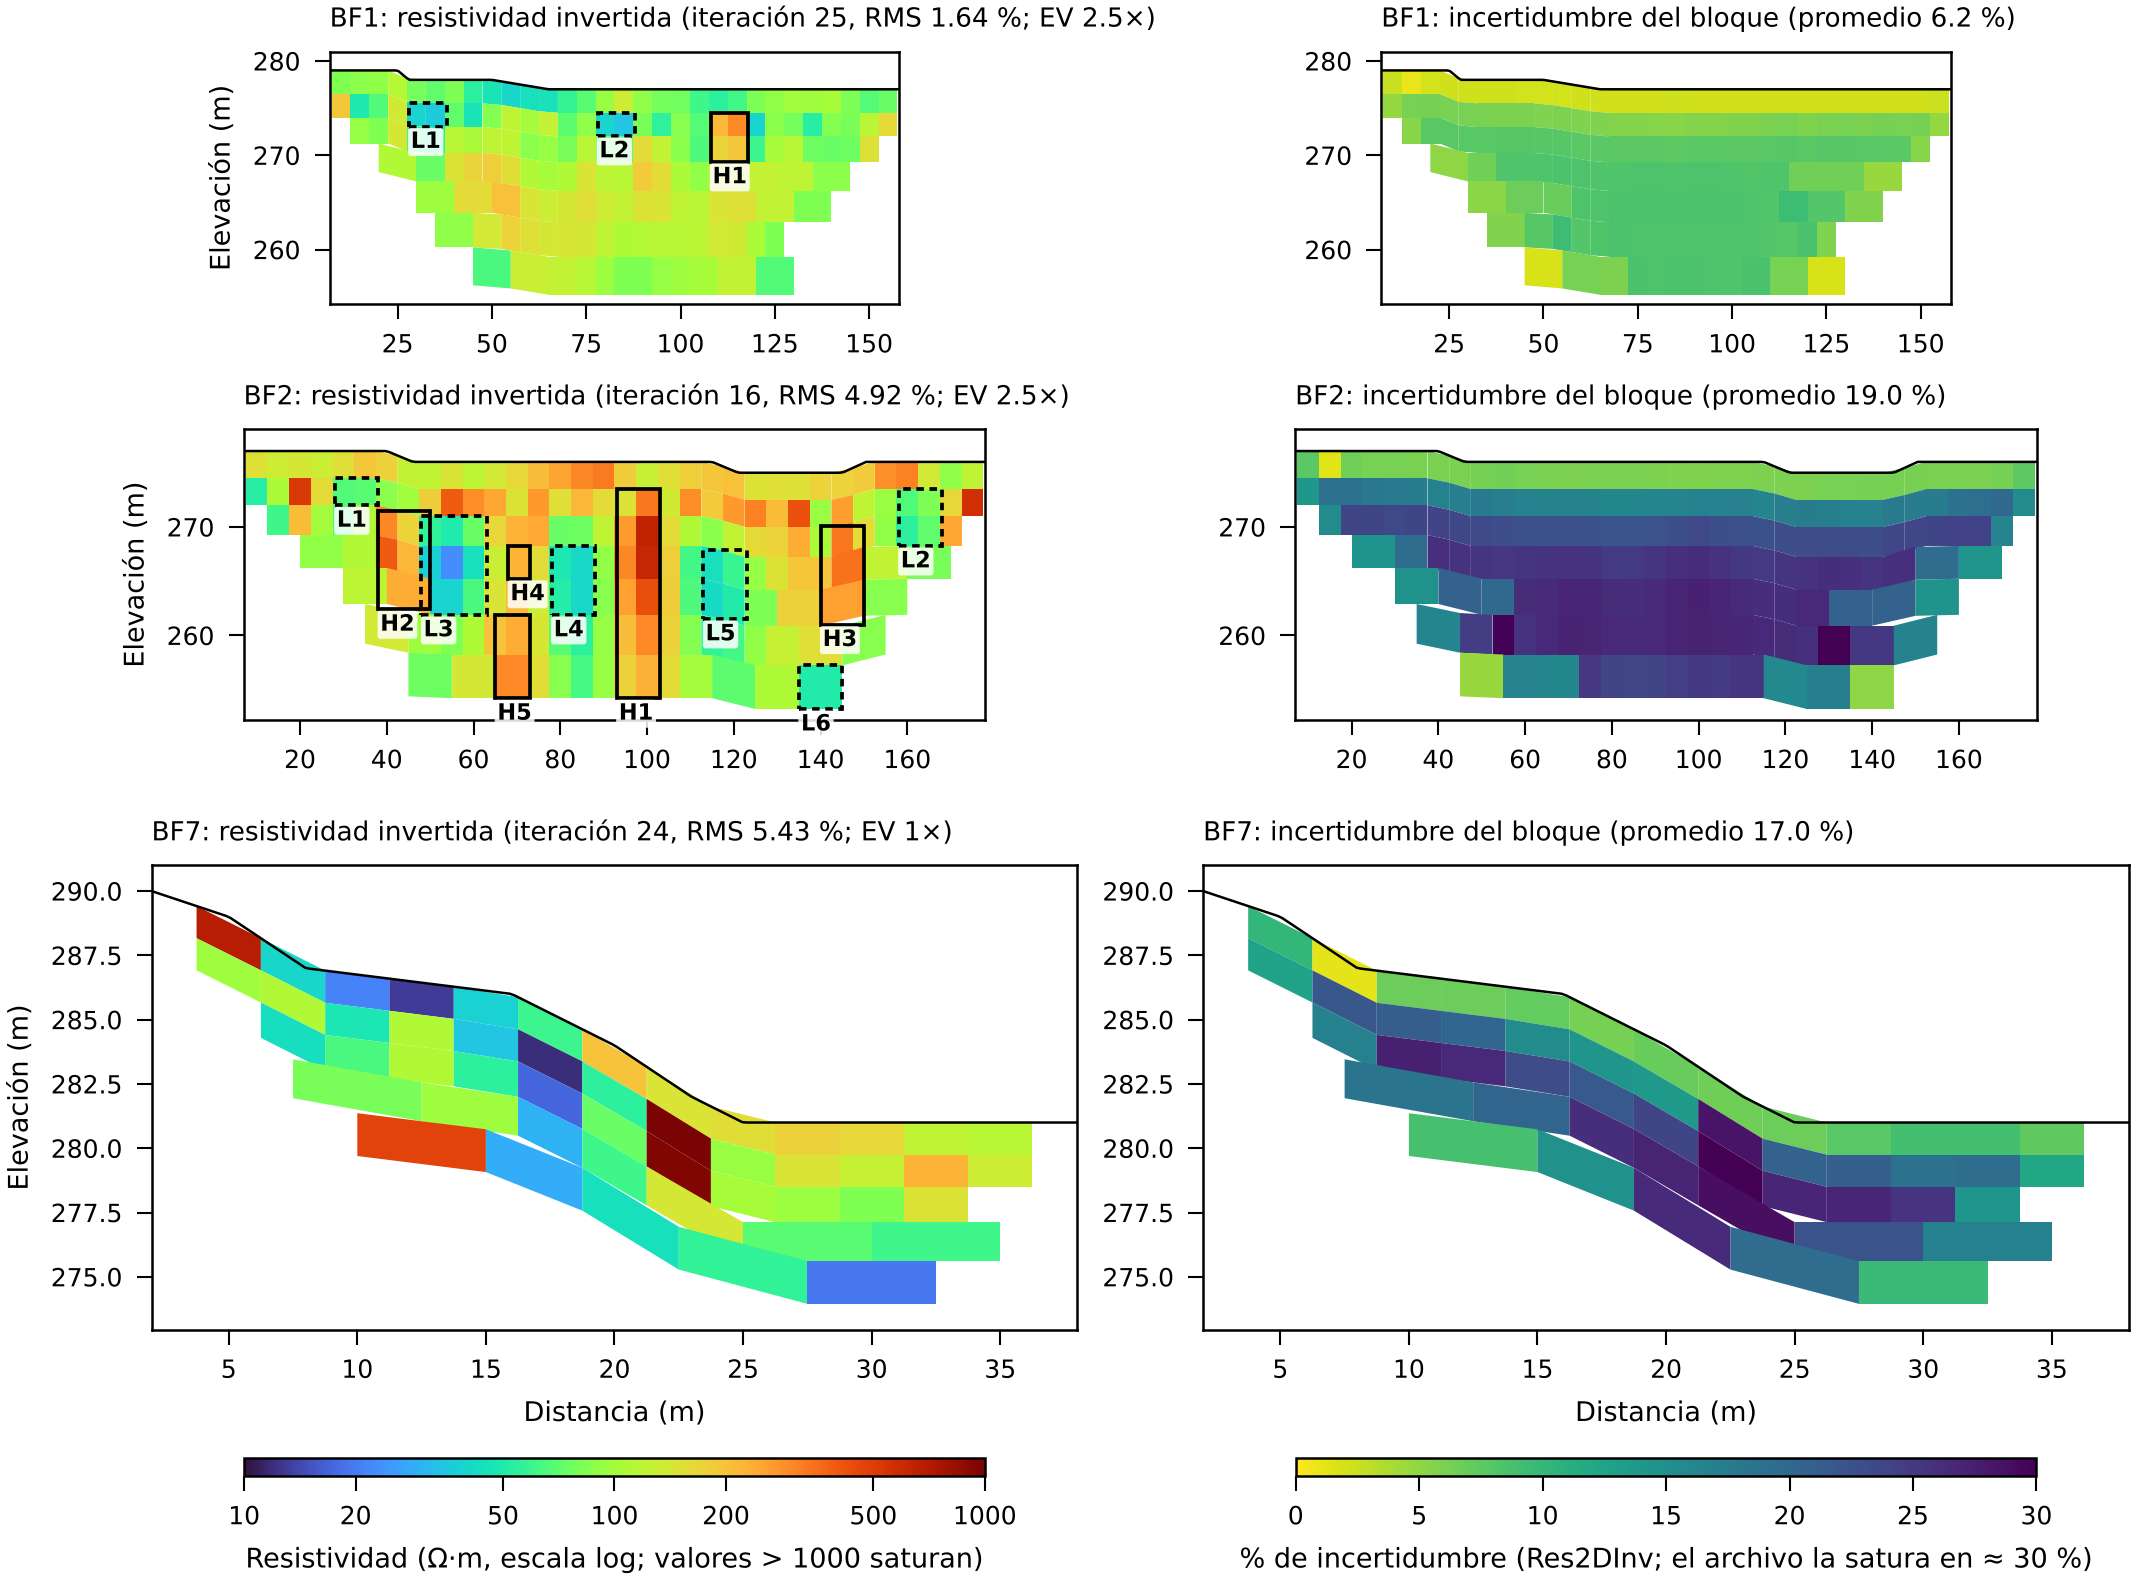 BF1: resistividad invertida (iteración 25, RMS 1.64 %; EV 2.5×)
BF1: incertidumbre del bloque (promedio 6.2 %)
Elevación (m)
280
270
260
L1
L2
H1
25 50 75 100 125 150
280
270
260
25 50 75 100 125 150
BF2: resistividad invertida (iteración 16, RMS 4.92 %; EV 2.5×)
BF2: incertidumbre del bloque (promedio 19.0 %)
Elevación (m)
270
260
L1
L2
H4
H2
L3
L4
L5
H3
H5
H1
L6
20 40 60 80 100 120 140 160
270
260
20 40 60 80 100 120 140 160
BF7: resistividad invertida (iteración 24, RMS 5.43 %; EV 1×)
BF7: incertidumbre del bloque (promedio 17.0 %)
Elevación (m)
290.0
287.5
285.0
282.5
280.0
277.5
275.0
5 10 15 20 25 30 35
Distancia (m)
290.0
287.5
285.0
282.5
280.0
277.5
275.0
5 10 15 20 25 30 35
Distancia (m)
10 20 50 100 200 500 1000
Resistividad (Ω·m, escala log; valores > 1000 saturan)
0 5 10 15 20 25 30
% de incertidumbre (Res2DInv; el archivo la satura en ≈ 30 %)